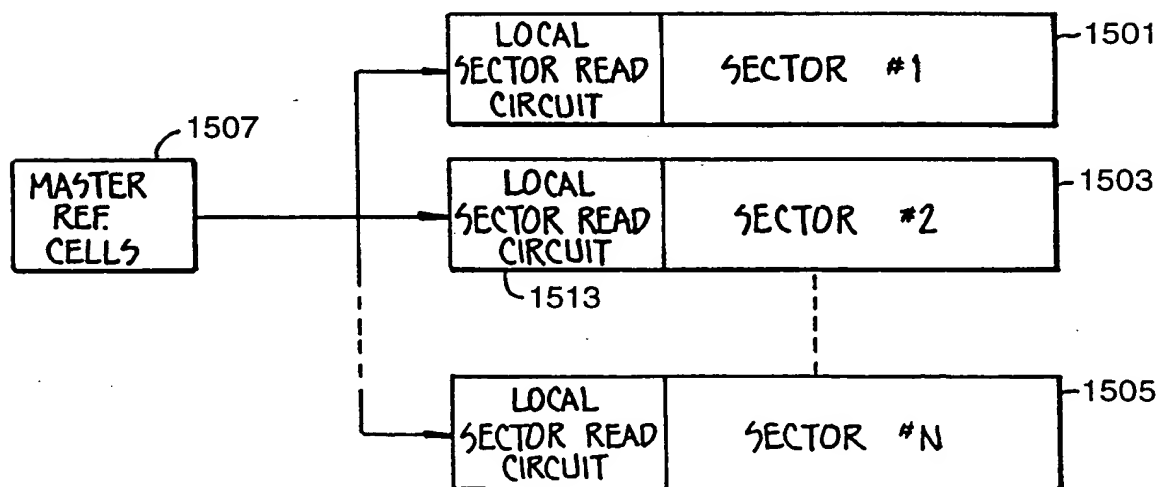 LOCAL
SECTOR READ
CIRCUIT
SECTOR #1
1501
1507
MASTER
REF.
CELLS
LOCAL
SECTOR READ
CIRCUIT
SECTOR #2
1503
1513
LOCAL
SECTOR READ
CIRCUIT
SECTOR #N
1505